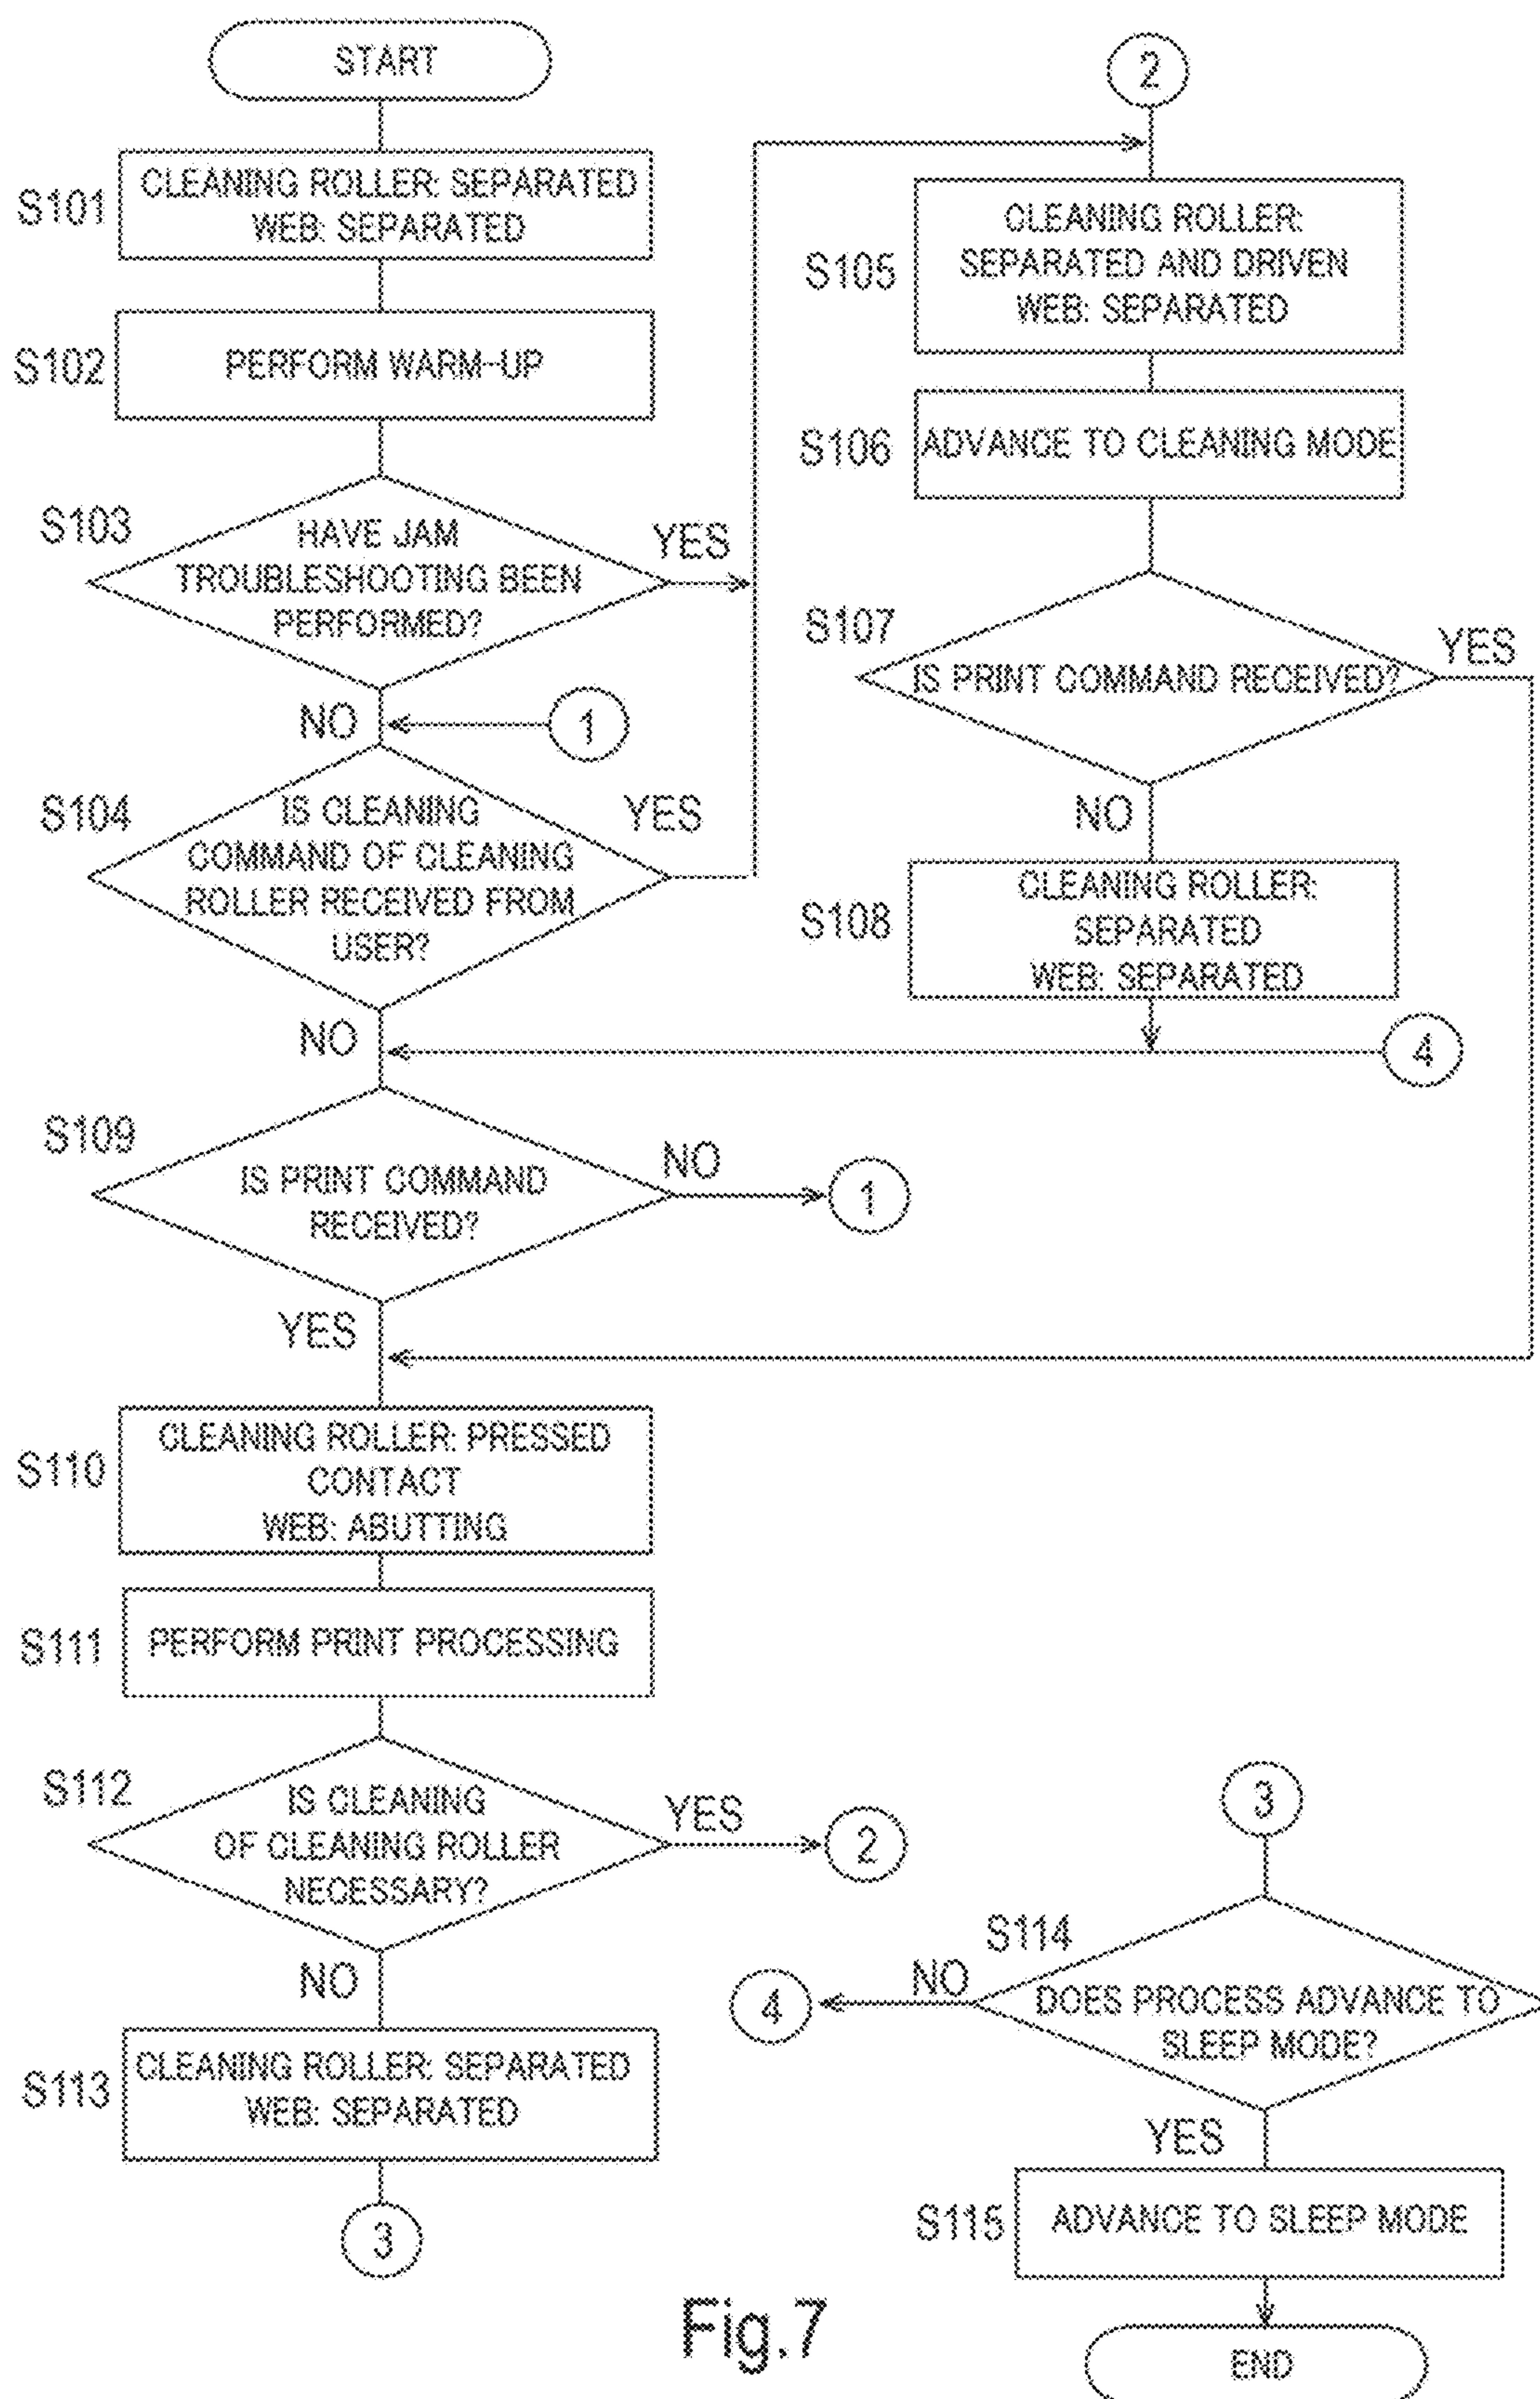 START
S101
CLEANING ROLLER: SEPARATED
WEB: SEPARATED
S102
PERFORM WARM-UP
S103
HAVE JAM
TROUBLESHOOTING BEEN
PERFORMED?
YES
NO
1
S104
IS CLEANING
COMMAND OF CLEANING
ROLLER RECEIVED FROM
USER?
YES
NO
2
S105
CLEANING ROLLER:
SEPARATED AND DRIVEN
WEB: SEPARATED
S106
ADVANCE TO CLEANING MODE
S107
IS PRINT COMMAND RECEIVED?
YES
NO
S108
CLEANING ROLLER:
SEPARATED
WEB: SEPARATED
4
S109
IS PRINT COMMAND
RECEIVED?
NO
1
YES
S110
CLEANING ROLLER: PRESSED
CONTACT
WEB: ABUTTING
S111
PERFORM PRINT PROCESSING
S112
IS CLEANING
OF CLEANING ROLLER
NECESSARY?
YES
2
NO
S113
CLEANING ROLLER: SEPARATED
WEB: SEPARATED
3
3
S114
DOES PROCESS ADVANCE TO
SLEEP MODE?
NO
4
YES
S115
ADVANCE TO SLEEP MODE
END
Fig.7